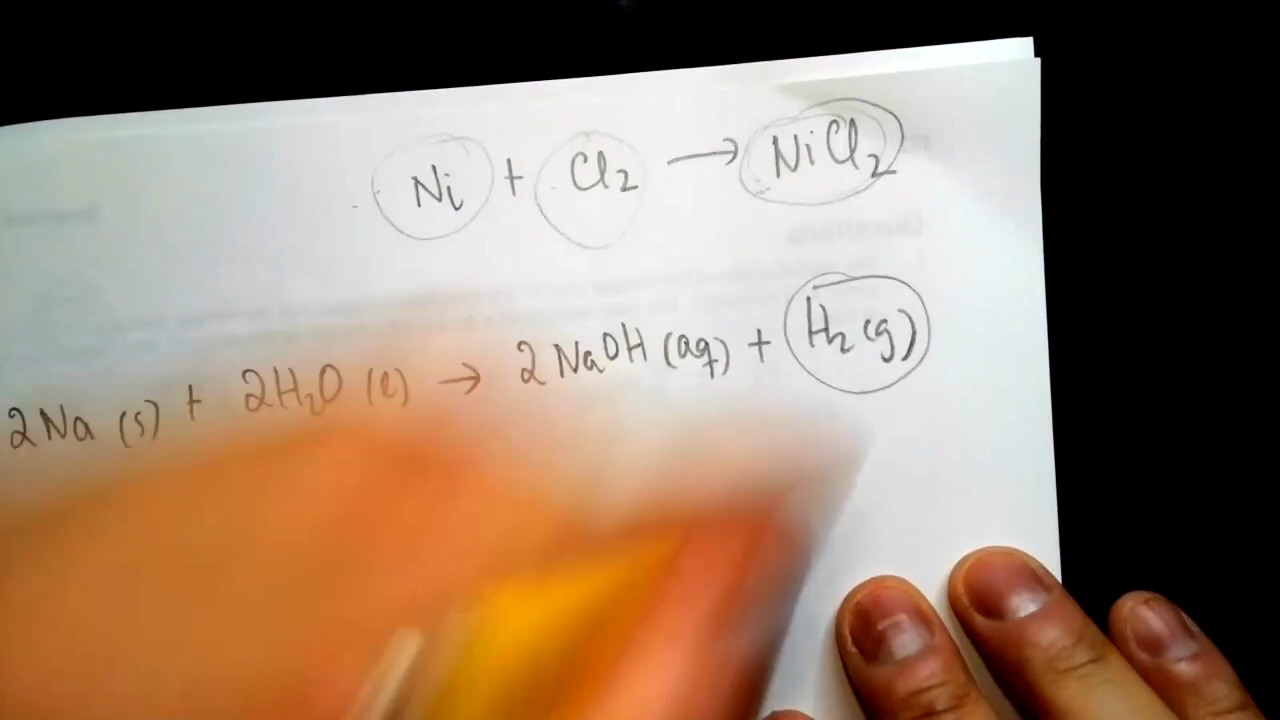 Ni + Cl₂ → NiCl₂
2Na (s) + 2H₂O (l) → 2NaOH (aq) + H₂ (g)